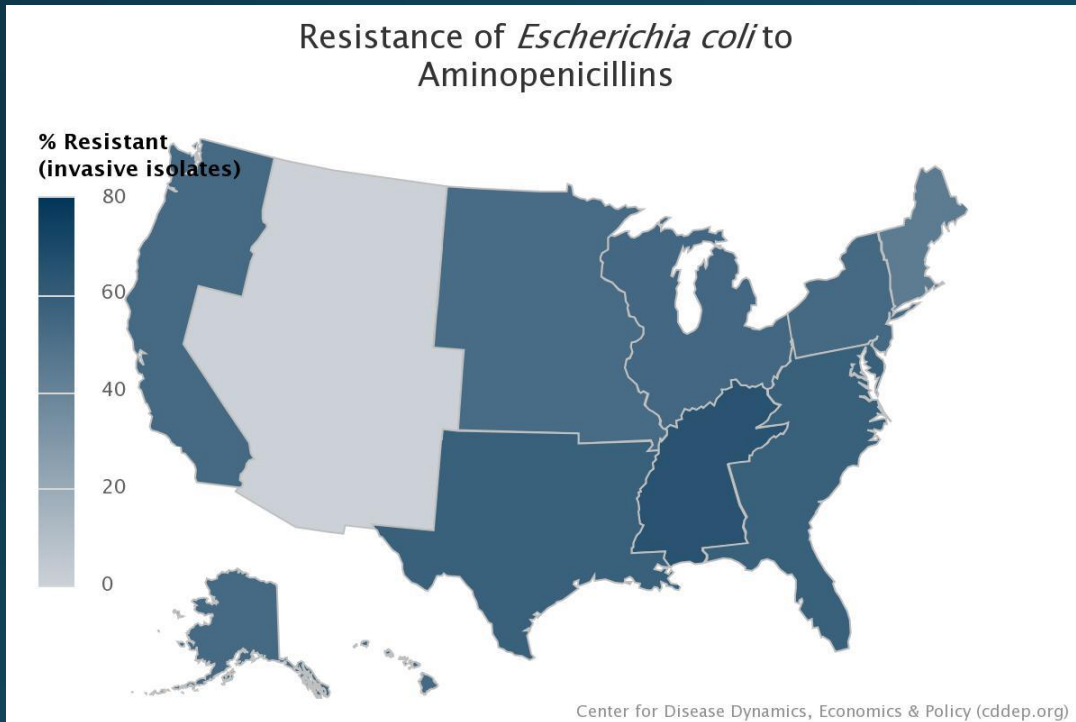 Resistance of Escherichia coli to
Aminopenicillins
% Resistant
(invasive isolates)
80
60
40
20
0
Center for Disease Dynamics, Economics & Policy (cddep.org)